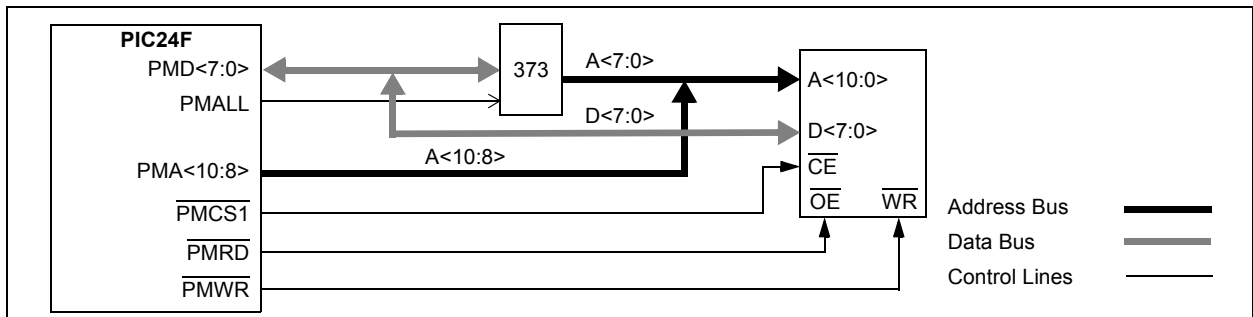 PIC24F
PMD<7:0>
PMALL
PMA<10:8>
PMCS1
PMRD
PMWR
373
A<7:0>
D<7:0>
A<10:8>
A<10:0>
D<7:0>
CE
OE WR
Address Bus
Data Bus
Control Lines